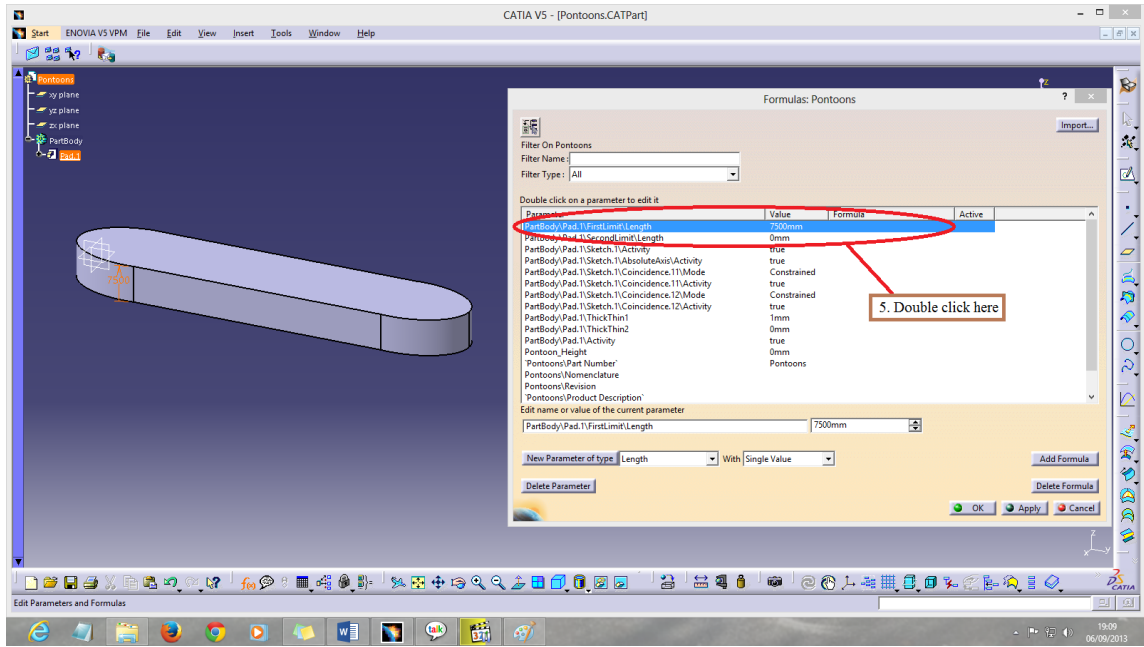 CATIA V5 - [Pontoons.CATPart]
Start ENOVIA V5 VPM File Edit View Insert Tools Window Help
Pontoons
xy plane
yz plane
zx plane
PartBody
Pad.1
7500
z
Formulas: Pontoons
?
Import...
Filter On Pontoons
Filter Name :
Filter Type : All
Double click on a parameter to edit it
Parameter Value Formula Active
PartBody\Pad.1\FirstLimit\Length 7500mm
PartBody\Pad.1\SecondLimit\Length 0mm
PartBody\Pad.1\Sketch.1\Activity true
PartBody\Pad.1\Sketch.1\AbsoluteAxis\Activity true
PartBody\Pad.1\Sketch.1\Coincidence.11\Mode Constrained
PartBody\Pad.1\Sketch.1\Coincidence.11\Activity true
PartBody\Pad.1\Sketch.1\Coincidence.12\Mode Constrained
PartBody\Pad.1\Sketch.1\Coincidence.12\Activity true
PartBody\Pad.1\ThickThin1 1mm
PartBody\Pad.1\ThickThin2 0mm
PartBody\Pad.1\Activity true
Pontoon_Height 0mm
`Pontoons\Part Number` Pontoons
Pontoons\Nomenclature
Pontoons\Revision
`Pontoons\Product Description`
5. Double click here
Edit name or value of the current parameter
PartBody\Pad.1\FirstLimit\Length 7500mm
New Parameter of type Length With Single Value Add Formula
Delete Parameter Delete Formula
OK Apply Cancel
z
x y
CATIA
Edit Parameters and Formulas
talk
321
19:09
06/09/2013